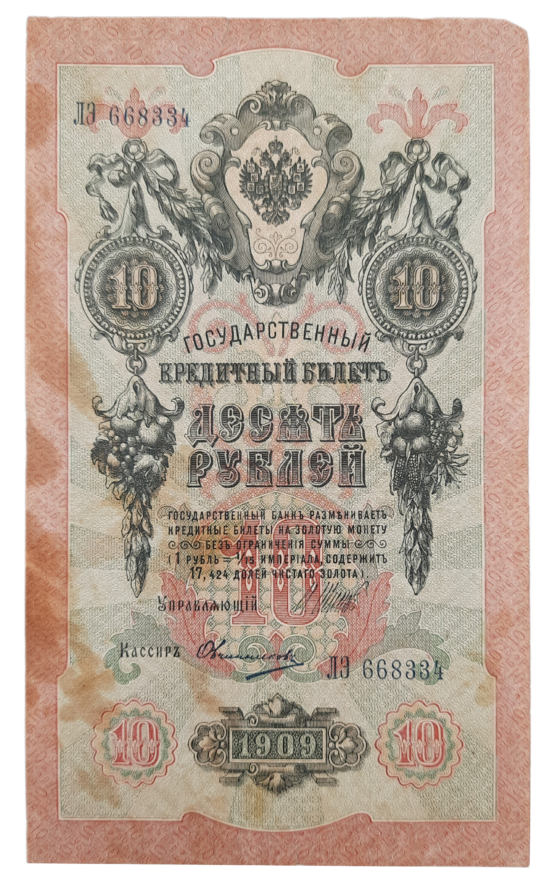 ЛЭ 668334
10 10
ГОСУДАРСТВЕННЫЙ
КРЕДИТНЫЙ БИЛЕТЪ
ДЕСЯТЬ
РУБЛЕЙ
ГОСУДАРСТВЕННЫЙ БАНКЪ РАЗМѢНИВАЕТЪ
КРЕДИТНЫЕ БИЛЕТЫ НА ЗОЛОТУЮ МОНЕТУ
БЕЗЪ ОГРАНИЧЕНІЯ СУММЫ
(1 РУБЛЬ = 1/15 ИМПЕРІАЛА, СОДЕРЖИТЪ
17,424 ДОЛЕЙ ЧИСТАГО ЗОЛОТА).
10
УПРАВЛЯЮЩІЙ
КАССИРЪ Овчинниковъ
ЛЭ 668334
10 1909 10